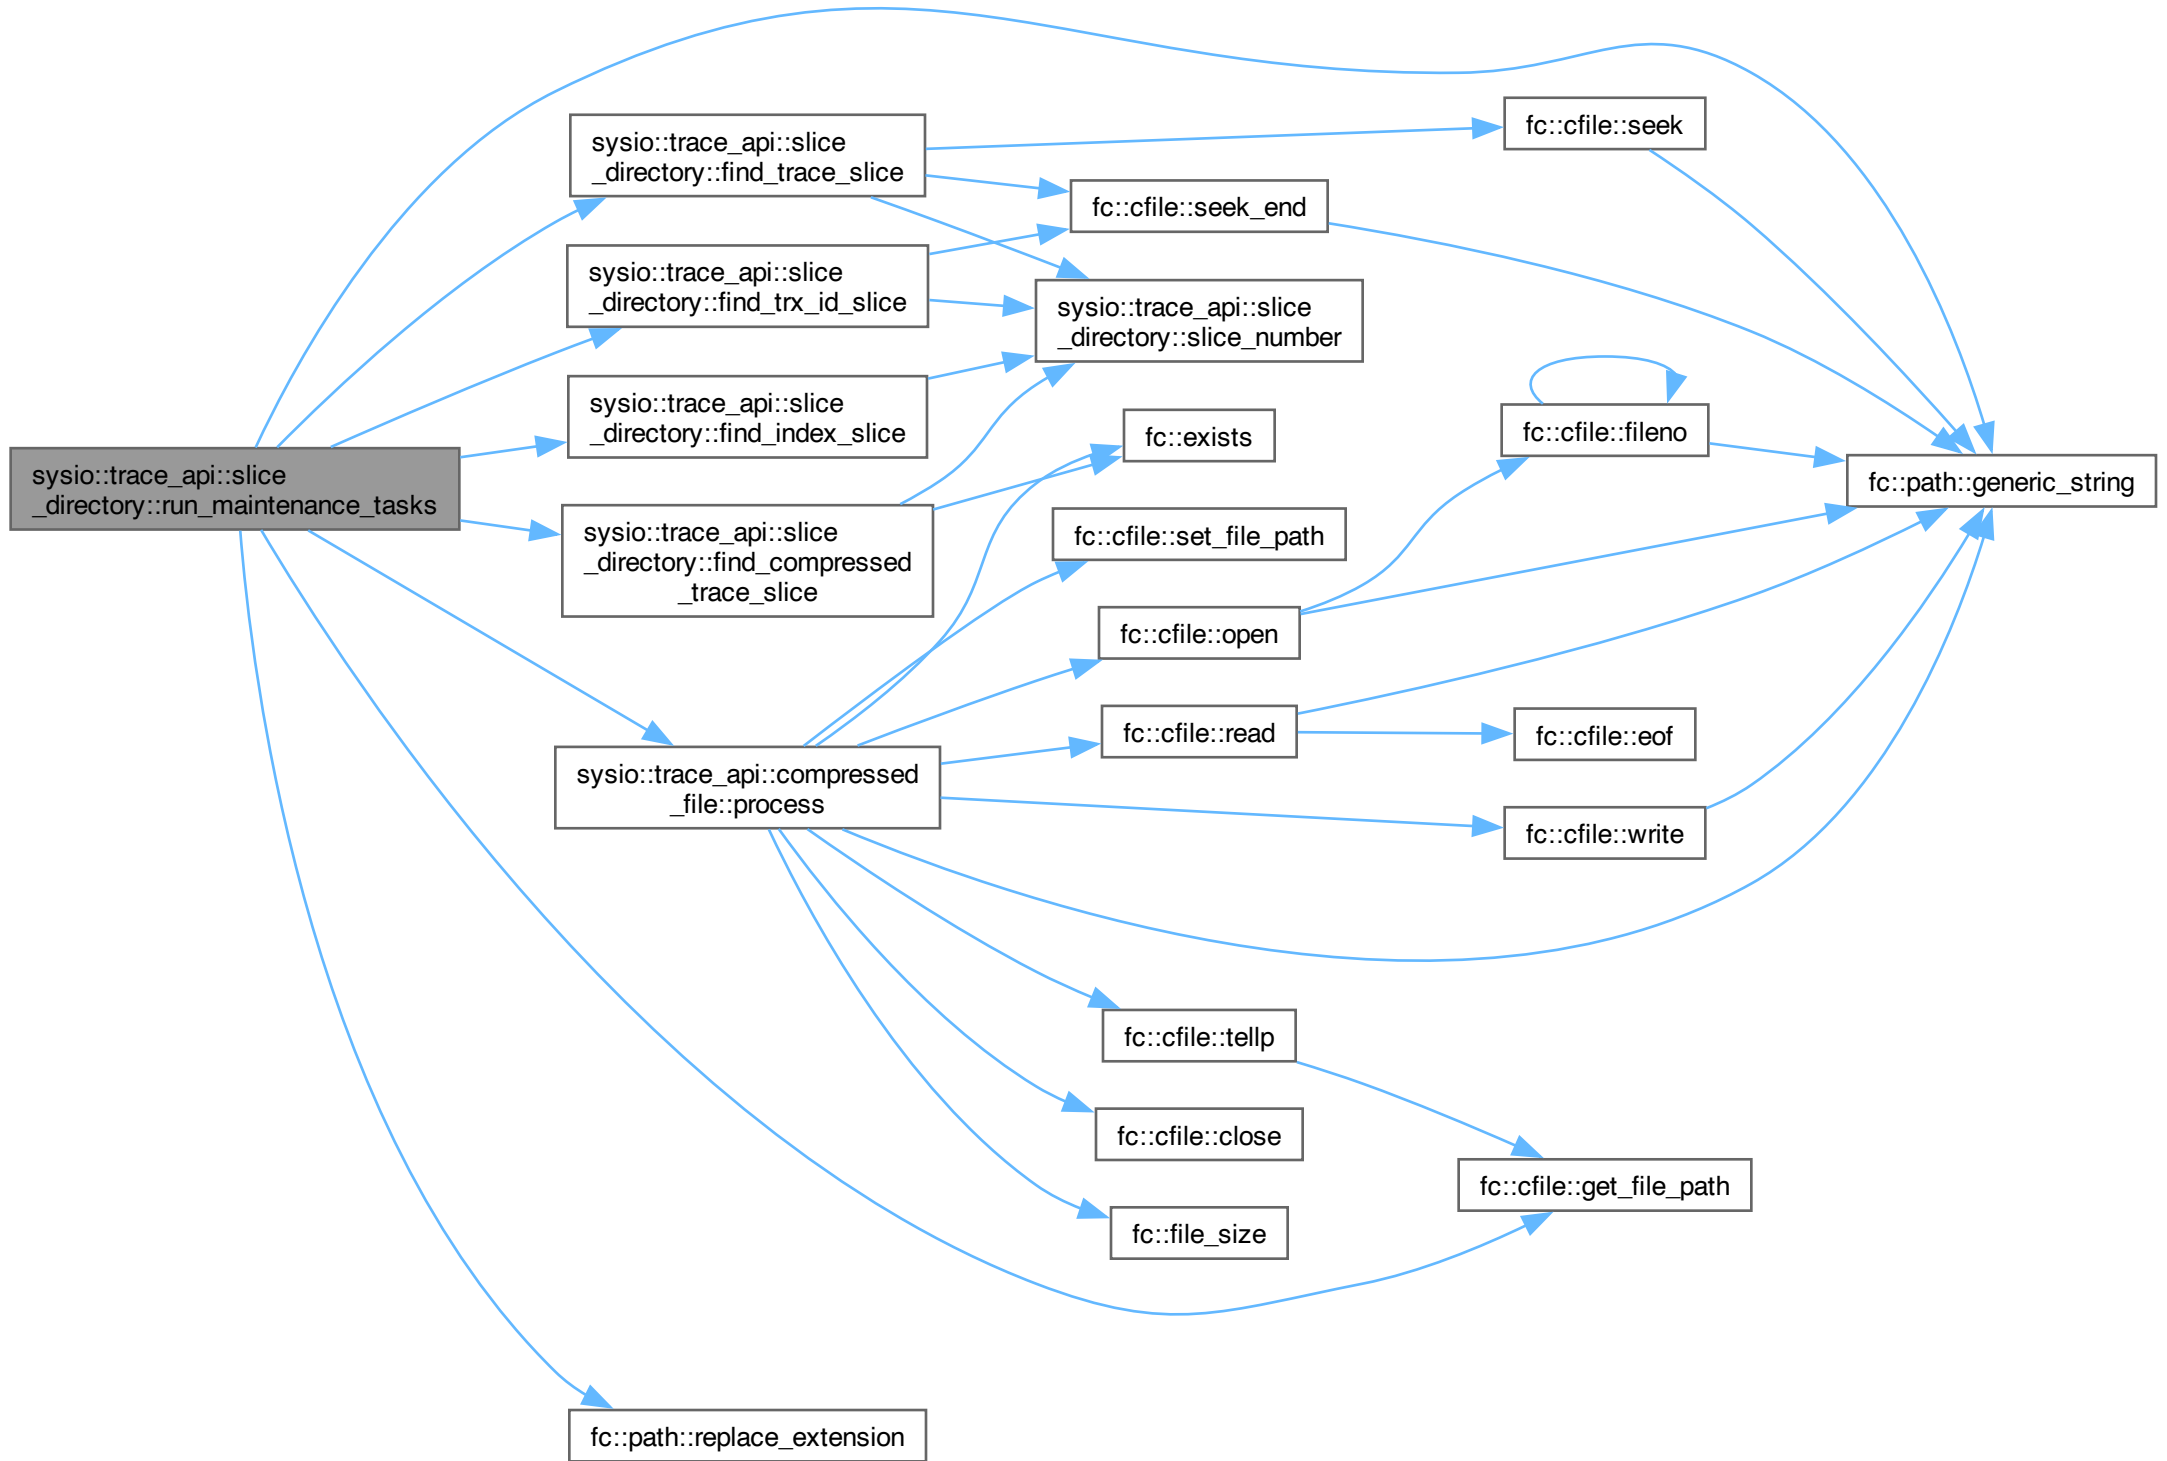 sysio::trace_api::slice
_directory::run_maintenance_tasks
sysio::trace_api::slice
_directory::find_trace_slice
sysio::trace_api::slice
_directory::find_trx_id_slice
sysio::trace_api::slice
_directory::find_index_slice
sysio::trace_api::slice
_directory::find_compressed
_trace_slice
sysio::trace_api::compressed
_file::process
fc::path::replace_extension
fc::cfile::seek_end
sysio::trace_api::slice
_directory::slice_number
fc::exists
fc::cfile::set_file_path
fc::cfile::open
fc::cfile::read
fc::cfile::tellp
fc::cfile::close
fc::file_size
fc::cfile::seek
fc::cfile::fileno
fc::cfile::eof
fc::cfile::write
fc::cfile::get_file_path
fc::path::generic_string